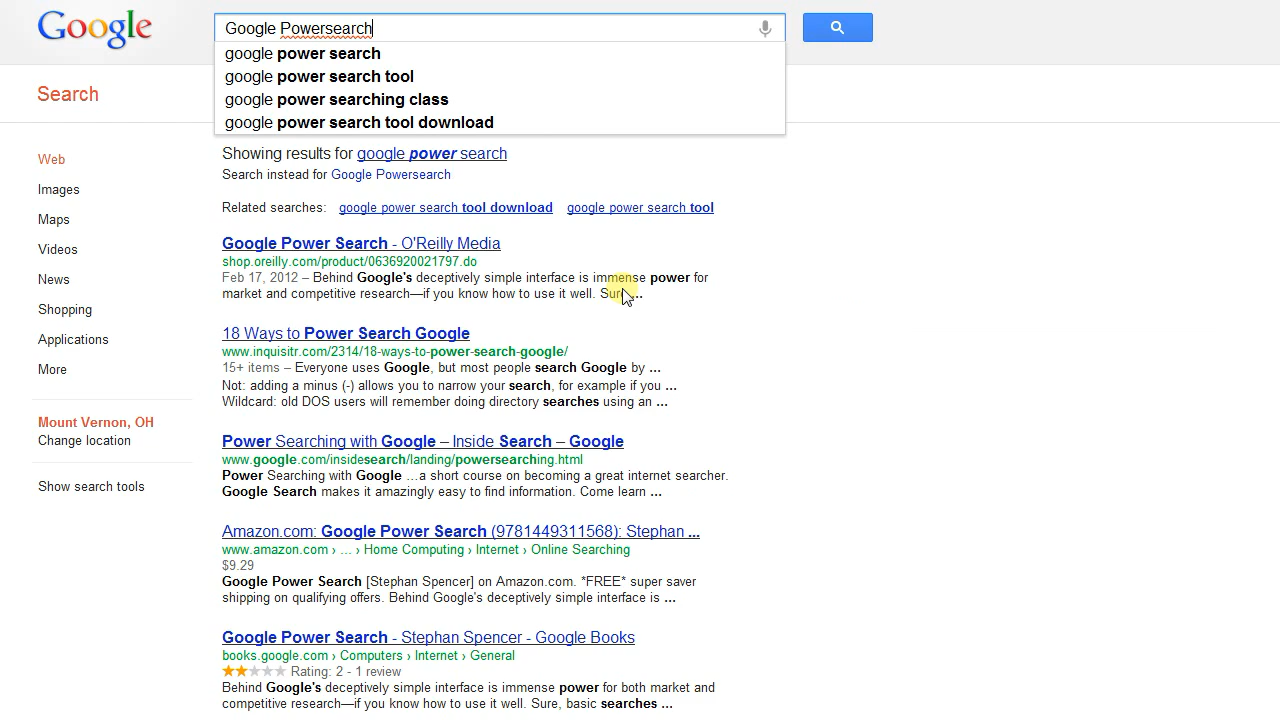 Google
Google Powersearch
google power search
google power search tool
google power searching class
google power search tool download
Search
Web
Images
Maps
Videos
News
Shopping
Applications
More
Mount Vernon, OH
Change location
Show search tools
Showing results for google power search
Search instead for Google Powersearch
Related searches: google power search tool download google power search tool
Google Power Search - O'Reilly Media
shop.oreilly.com/product/0636920021797.do
Feb 17, 2012 – Behind Google's deceptively simple interface is immense power for
market and competitive research—if you know how to use it well. Sure ...
18 Ways to Power Search Google
www.inquisitr.com/2314/18-ways-to-power-search-google/
15+ items – Everyone uses Google, but most people search Google by ...
Not: adding a minus (-) allows you to narrow your search, for example if you ...
Wildcard: old DOS users will remember doing directory searches using an ...
Power Searching with Google – Inside Search – Google
www.google.com/insidesearch/landing/powersearching.html
Power Searching with Google ...a short course on becoming a great internet searcher.
Google Search makes it amazingly easy to find information. Come learn ...
Amazon.com: Google Power Search (9781449311568): Stephan ...
www.amazon.com › ... › Home Computing › Internet › Online Searching
$9.29
Google Power Search [Stephan Spencer] on Amazon.com. *FREE* super saver
shipping on qualifying offers. Behind Google's deceptively simple interface is ...
Google Power Search - Stephan Spencer - Google Books
books.google.com › Computers › Internet › General
Rating: 2 - 1 review
Behind Google's deceptively simple interface is immense power for both market and
competitive research—if you know how to use it well. Sure, basic searches ...